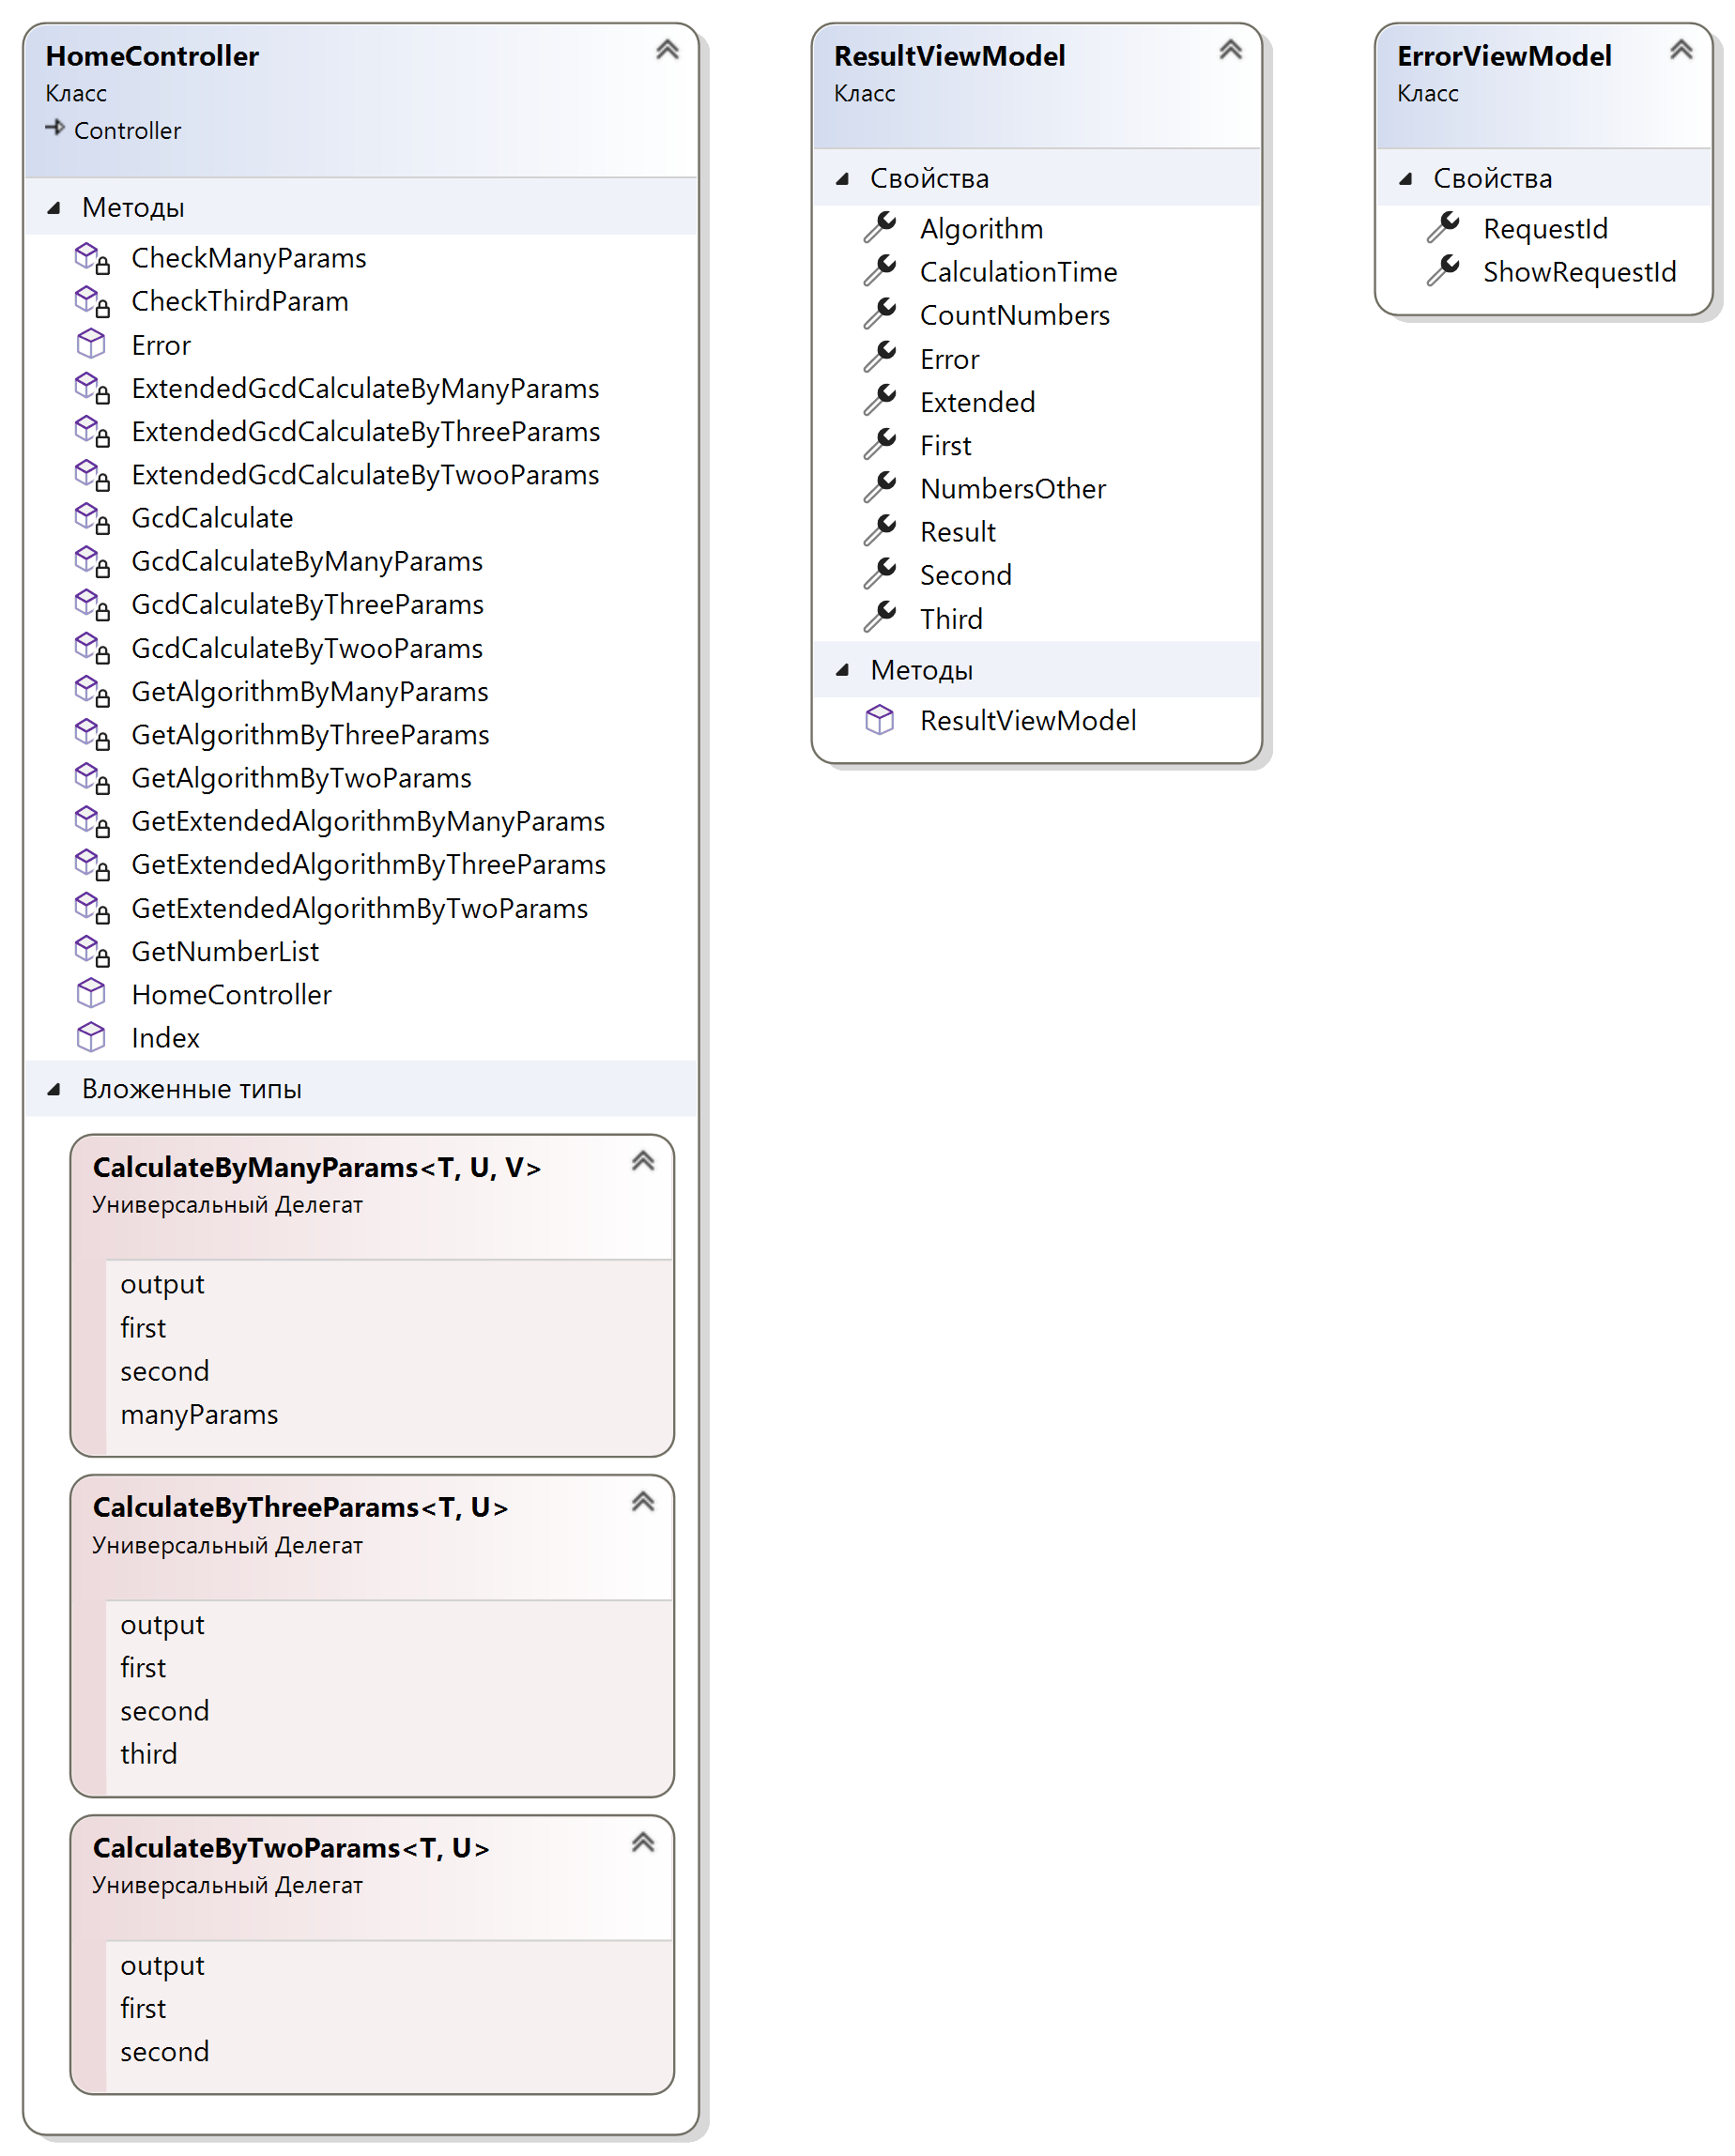 HomeController
Класс
Controller
Методы
CheckManyParams
CheckThirdParam
Error
ExtendedGcdCalculateByManyParams
ExtendedGcdCalculateByThreeParams
ExtendedGcdCalculateByTwooParams
GcdCalculate
GcdCalculateByManyParams
GcdCalculateByThreeParams
GcdCalculateByTwooParams
GetAlgorithmByManyParams
GetAlgorithmByThreeParams
GetAlgorithmByTwoParams
GetExtendedAlgorithmByManyParams
GetExtendedAlgorithmByThreeParams
GetExtendedAlgorithmByTwoParams
GetNumberList
HomeController
Index
Вложенные типы
CalculateByManyParams<T, U, V>
Универсальный Делегат
output
first
second
manyParams
CalculateByThreeParams<T, U>
Универсальный Делегат
output
first
second
third
CalculateByTwoParams<T, U>
Универсальный Делегат
output
first
second
ResultViewModel
Класс
Свойства
Algorithm
CalculationTime
CountNumbers
Error
Extended
First
NumbersOther
Result
Second
Third
Методы
ResultViewModel
ErrorViewModel
Класс
Свойства
RequestId
ShowRequestId